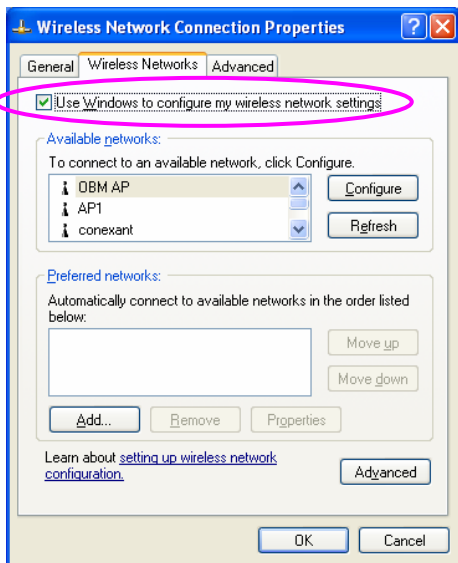 Wireless Network Connection Properties
General Wireless Networks Advanced
Use Windows to configure my wireless network settings
Available networks:
To connect to an available network, click Configure.
OBM AP
AP1
conexant
Configure
Refresh
Preferred networks:
Automatically connect to available networks in the order listed
below:
Move up
Move down
Add... Remove Properties
Learn about setting up wireless network
configuration.
Advanced
OK Cancel